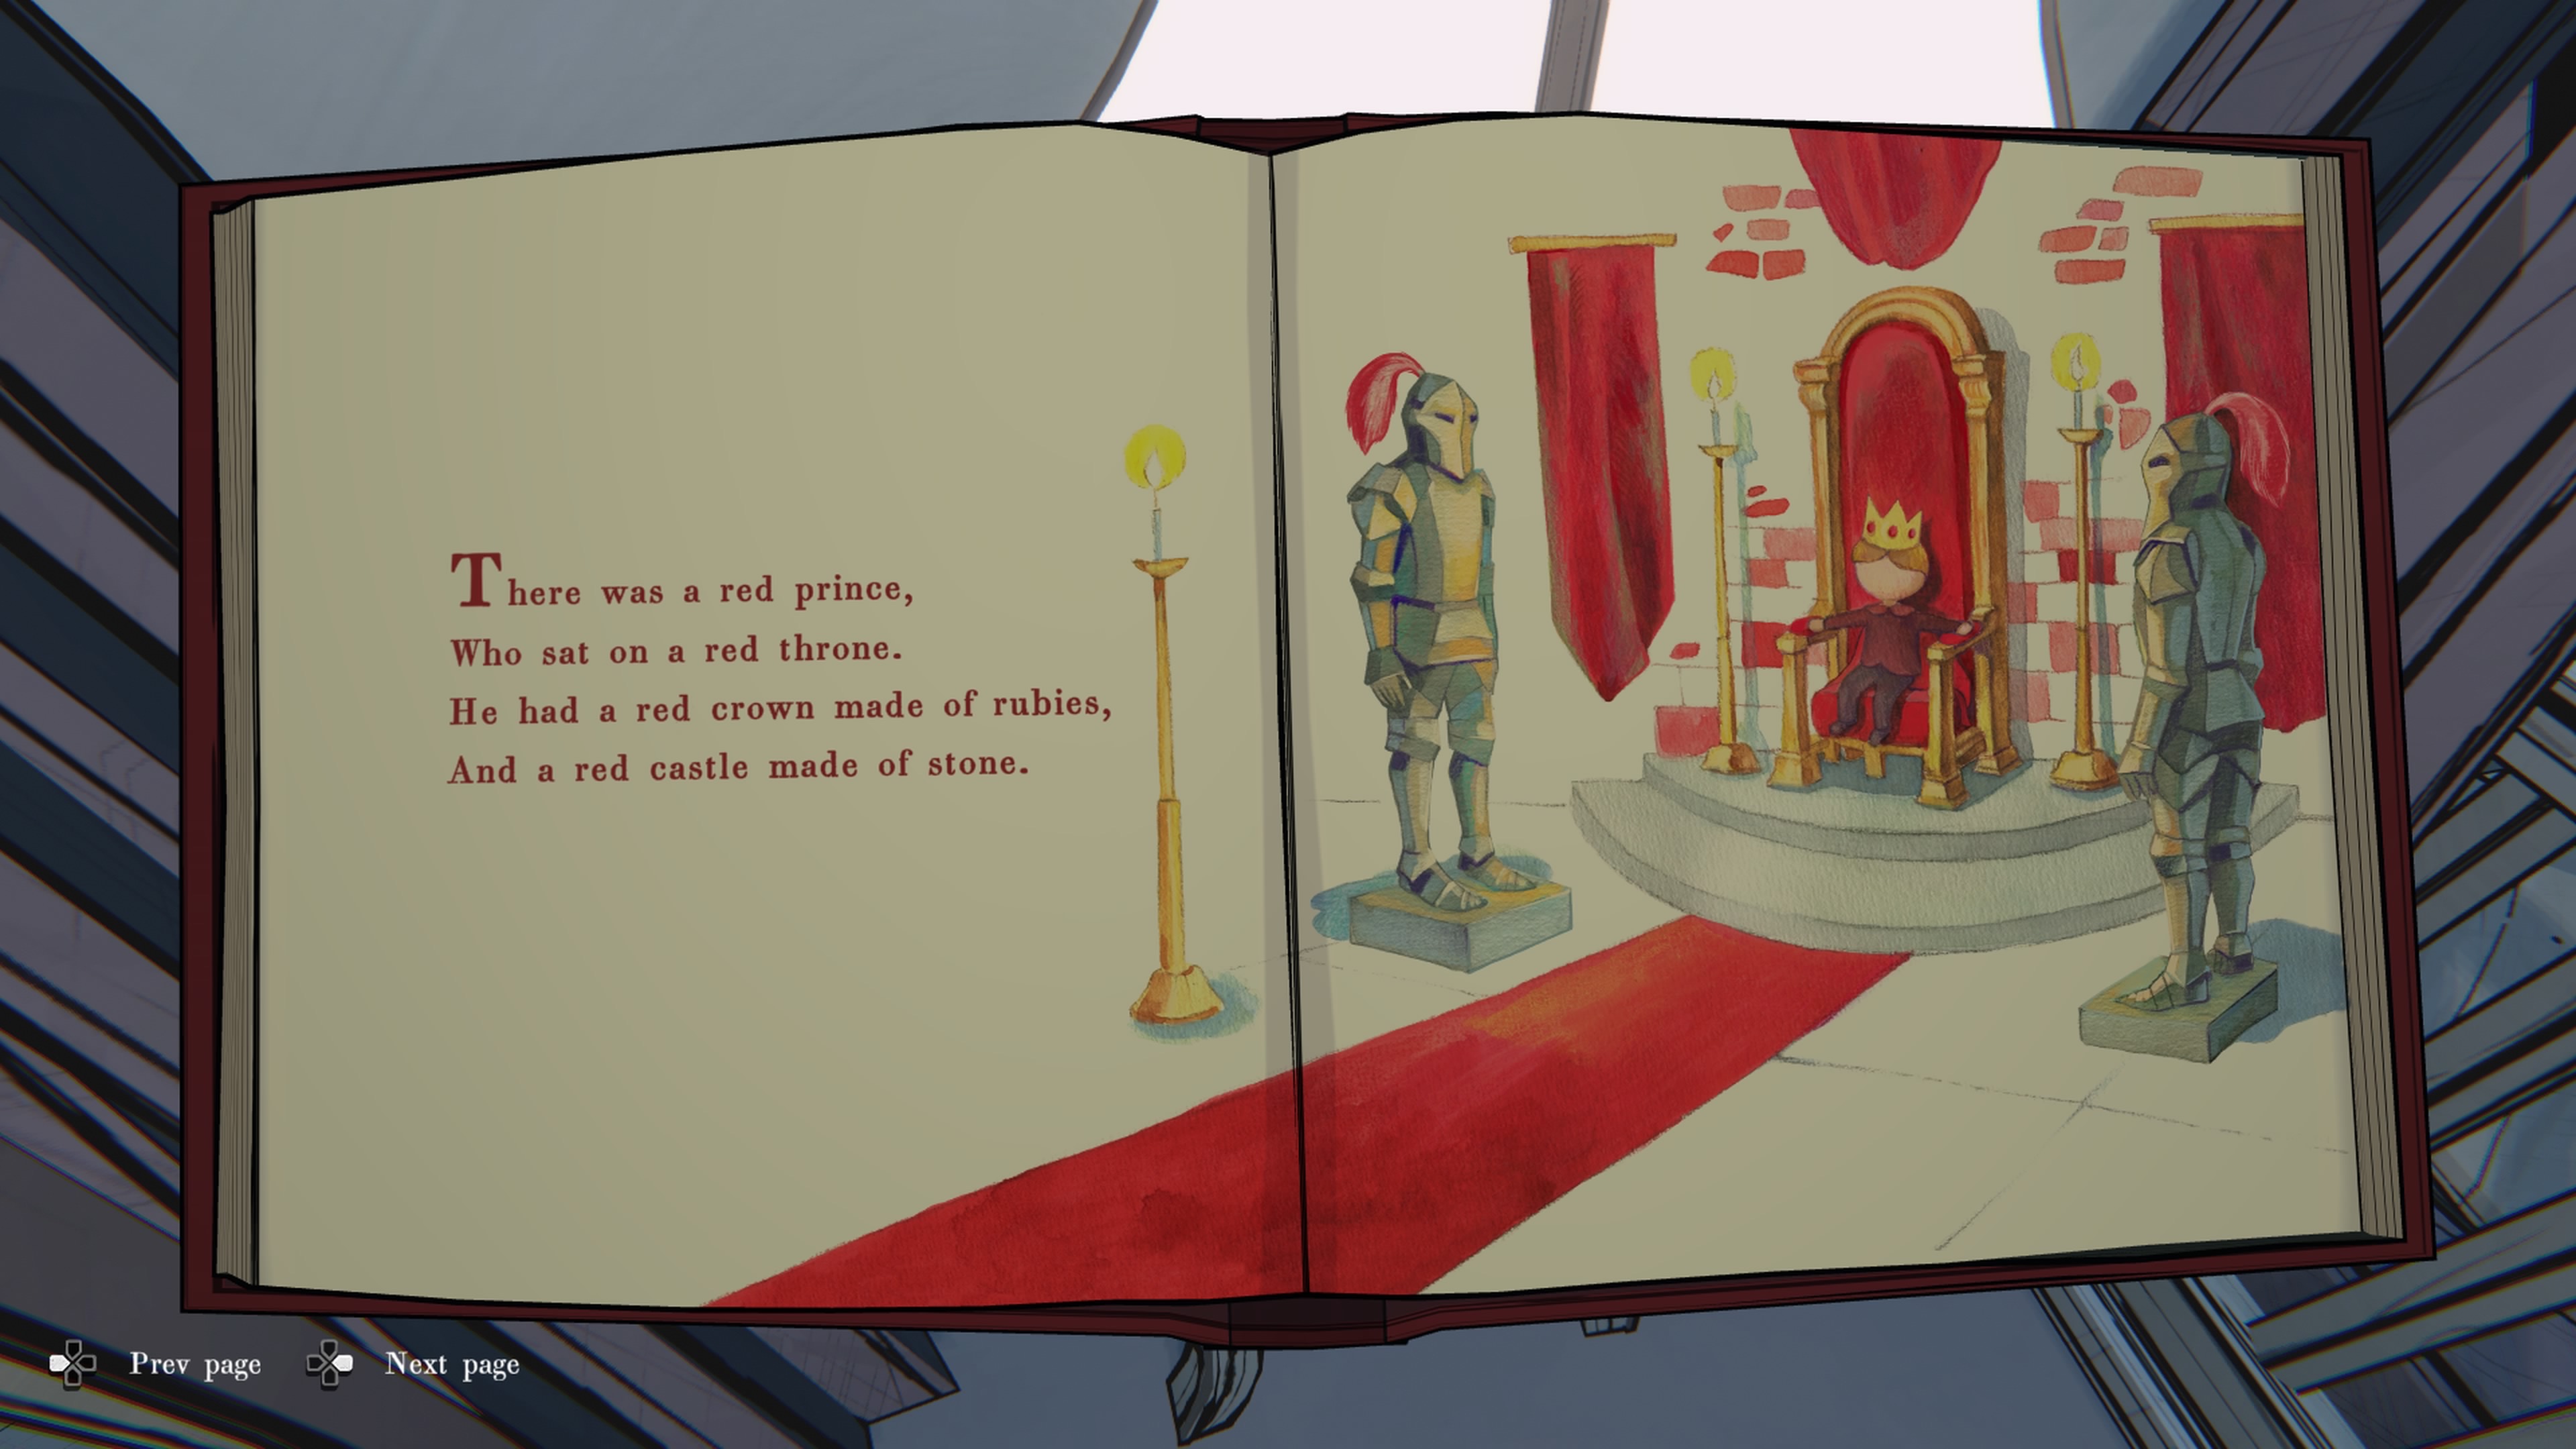 There was a red prince,
Who sat on a red throne.
He had a red crown made of rubies,
And a red castle made of stone.
Prev page
Next page